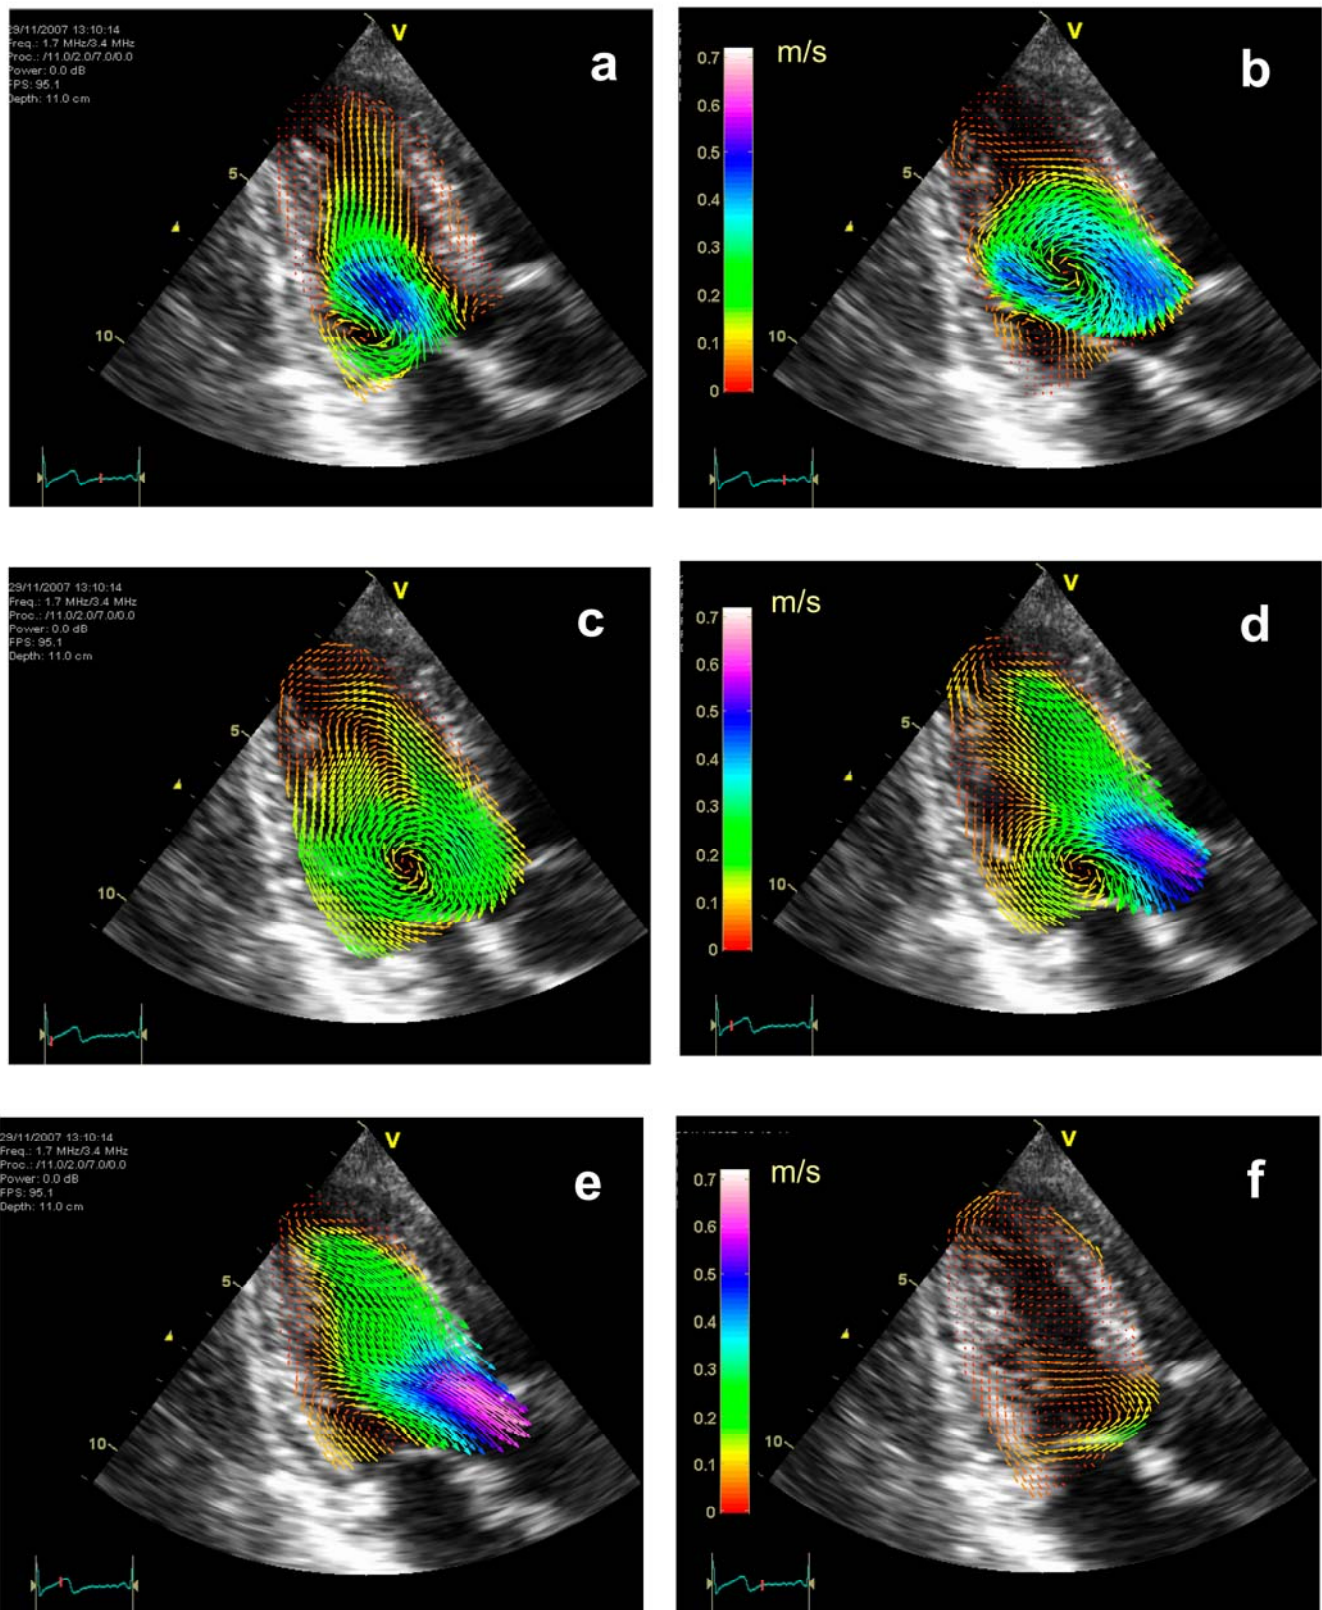 29/11/2007 13:10:14
Freq.: 1.7 MHz/3.4 MHz
Proc.: /11.0/2.0/7.0/0.0
Power: 0.0 dB
FPS: 95.1
Depth: 11.0 cm
V
a
5
10
m/s
0.7
0.6
0.5
0.4
0.3
0.2
0.1
0
V
b
5
10
29/11/2007 13:10:14
Freq.: 1.7 MHz/3.4 MHz
Proc.: /11.0/2.0/7.0/0.0
Power: 0.0 dB
FPS: 95.1
Depth: 11.0 cm
V
c
5
10
m/s
0.7
0.6
0.5
0.4
0.3
0.2
0.1
0
V
d
5
10
29/11/2007 13:10:14
Freq.: 1.7 MHz/3.4 MHz
Proc.: /11.0/2.0/7.0/0.0
Power: 0.0 dB
FPS: 95.1
Depth: 11.0 cm
V
e
5
10
m/s
0.7
0.6
0.5
0.4
0.3
0.2
0.1
0
V
f
5
10